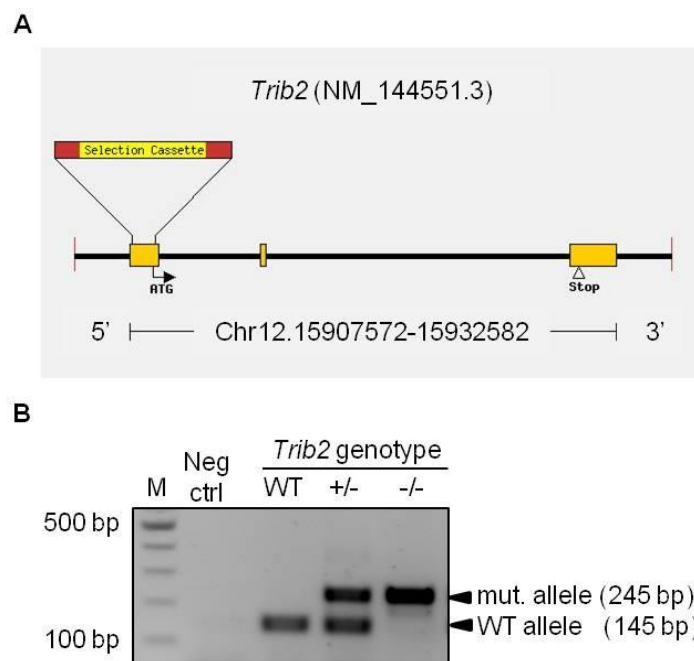 A
Trib2 (NM_144551.3)
Selection Cassette
ATG
Stop
5’ Chr12.15907572-15932582 3’
B
Neg ctrl
Trib2 genotype
M WT +/- -/-
500 bp
mut. allele (245 bp)
WT allele (145 bp)
100 bp